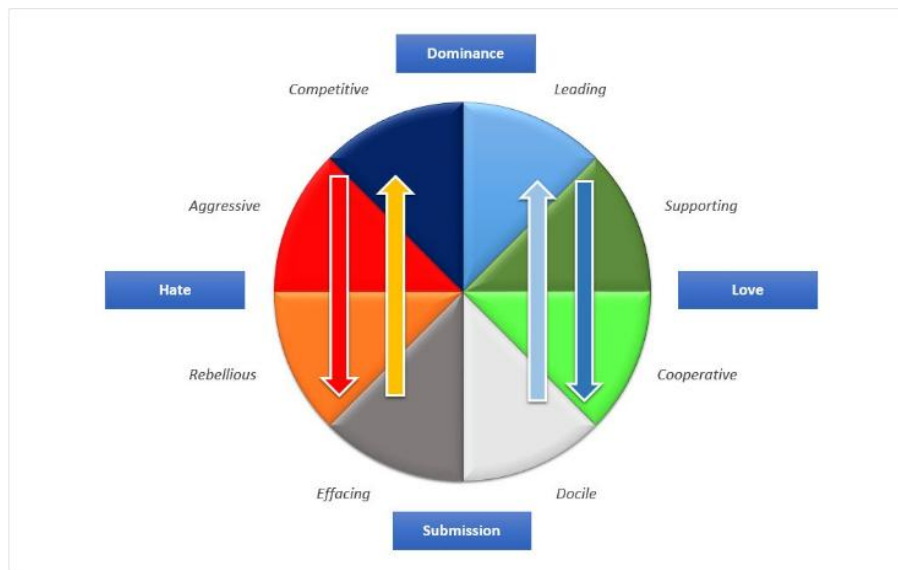 Dominance
Competitive
Leading
Aggressive
Supporting
Hate
Love
Rebellious
Cooperative
Effacing
Docile
Submission